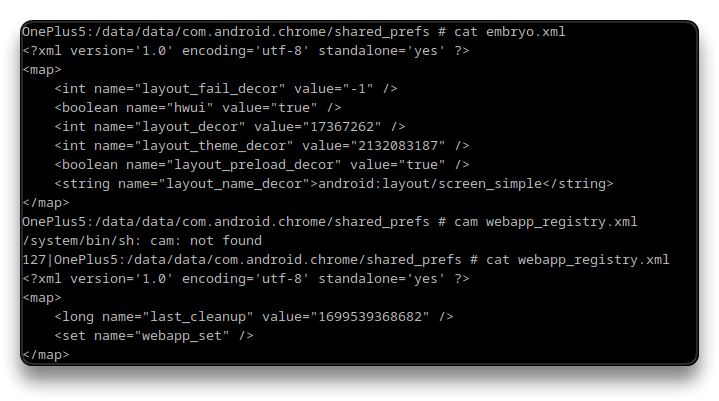 OnePlus5:/data/data/com.android.chrome/shared_prefs # cat embryo.xml
<?xml version='1.0' encoding='utf-8' standalone='yes' ?>
<map>
    <int name="layout_fail_decor" value="-1" />
    <boolean name="hwui" value="true" />
    <int name="layout_decor" value="17367262" />
    <int name="layout_theme_decor" value="2132083187" />
    <boolean name="layout_preload_decor" value="true" />
    <string name="layout_name_decor">android:layout/screen_simple</string>
</map>
OnePlus5:/data/data/com.android.chrome/shared_prefs # cam webapp_registry.xml
/system/bin/sh: cam: not found
127|OnePlus5:/data/data/com.android.chrome/shared_prefs # cat webapp_registry.xml
<?xml version='1.0' encoding='utf-8' standalone='yes' ?>
<map>
    <long name="last_cleanup" value="1699539368682" />
    <set name="webapp_set" />
</map>